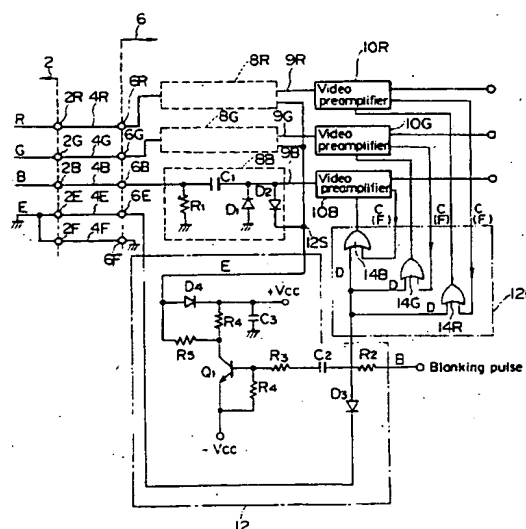 6
2
8R
9R
10R
R
2R
4R
6R
Video preamplifier
8G
9G
10G
G
2G
4G
6G
Video preamplifier
8B
9B
B
2B
4B
6B
C1
D2
Video preamplifier
10B
E
2E
4E
6E
R1
D1
12S
C (F)
C (F)
C (F)
2F
4F
6F
14B
D
14G
D
14R
12G
E
D4
+Vcc
R4
C3
R5
Q1
R3
C2
R2
B
Blanking pulse
R4
D3
-Vcc
12